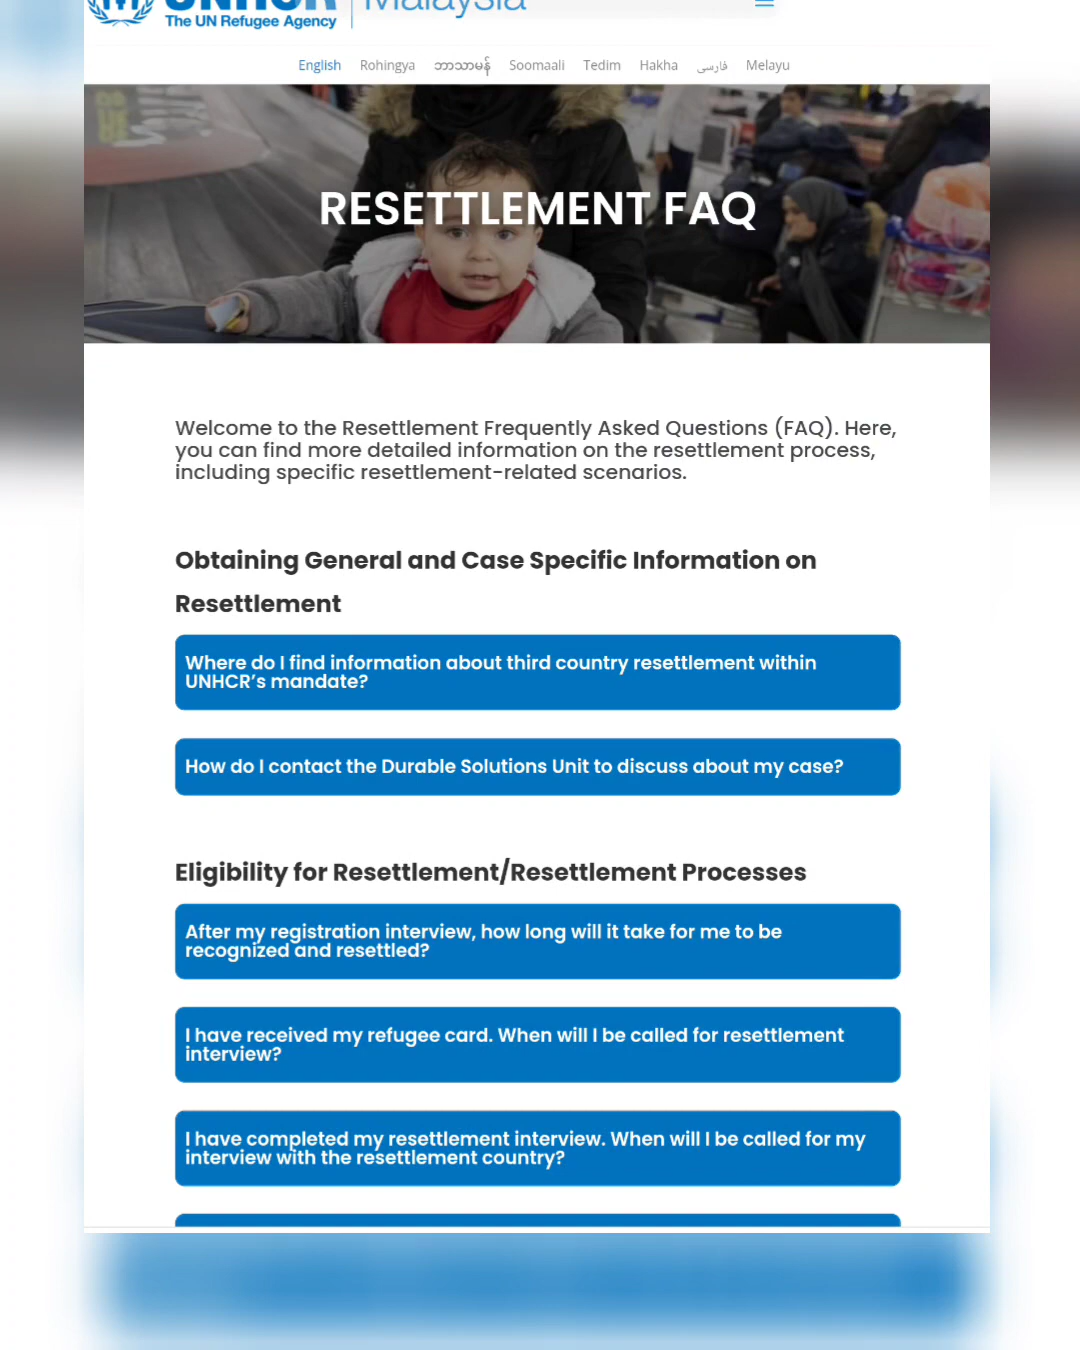 UNHCR Malaysia
The UN Refugee Agency
English Rohingya ဘာသာမန် Soomaali Tedim Hakha فارسی Melayu
RESETTLEMENT FAQ
Welcome to the Resettlement Frequently Asked Questions (FAQ). Here,
you can find more detailed information on the resettlement process,
including specific resettlement-related scenarios.
Obtaining General and Case Specific Information on
Resettlement
Where do I find information about third country resettlement within
UNHCR’s mandate?
How do I contact the Durable Solutions Unit to discuss about my case?
Eligibility for Resettlement/Resettlement Processes
After my registration interview, how long will it take for me to be
recognized and resettled?
I have received my refugee card. When will I be called for resettlement
interview?
I have completed my resettlement interview. When will I be called for my
interview with the resettlement country?